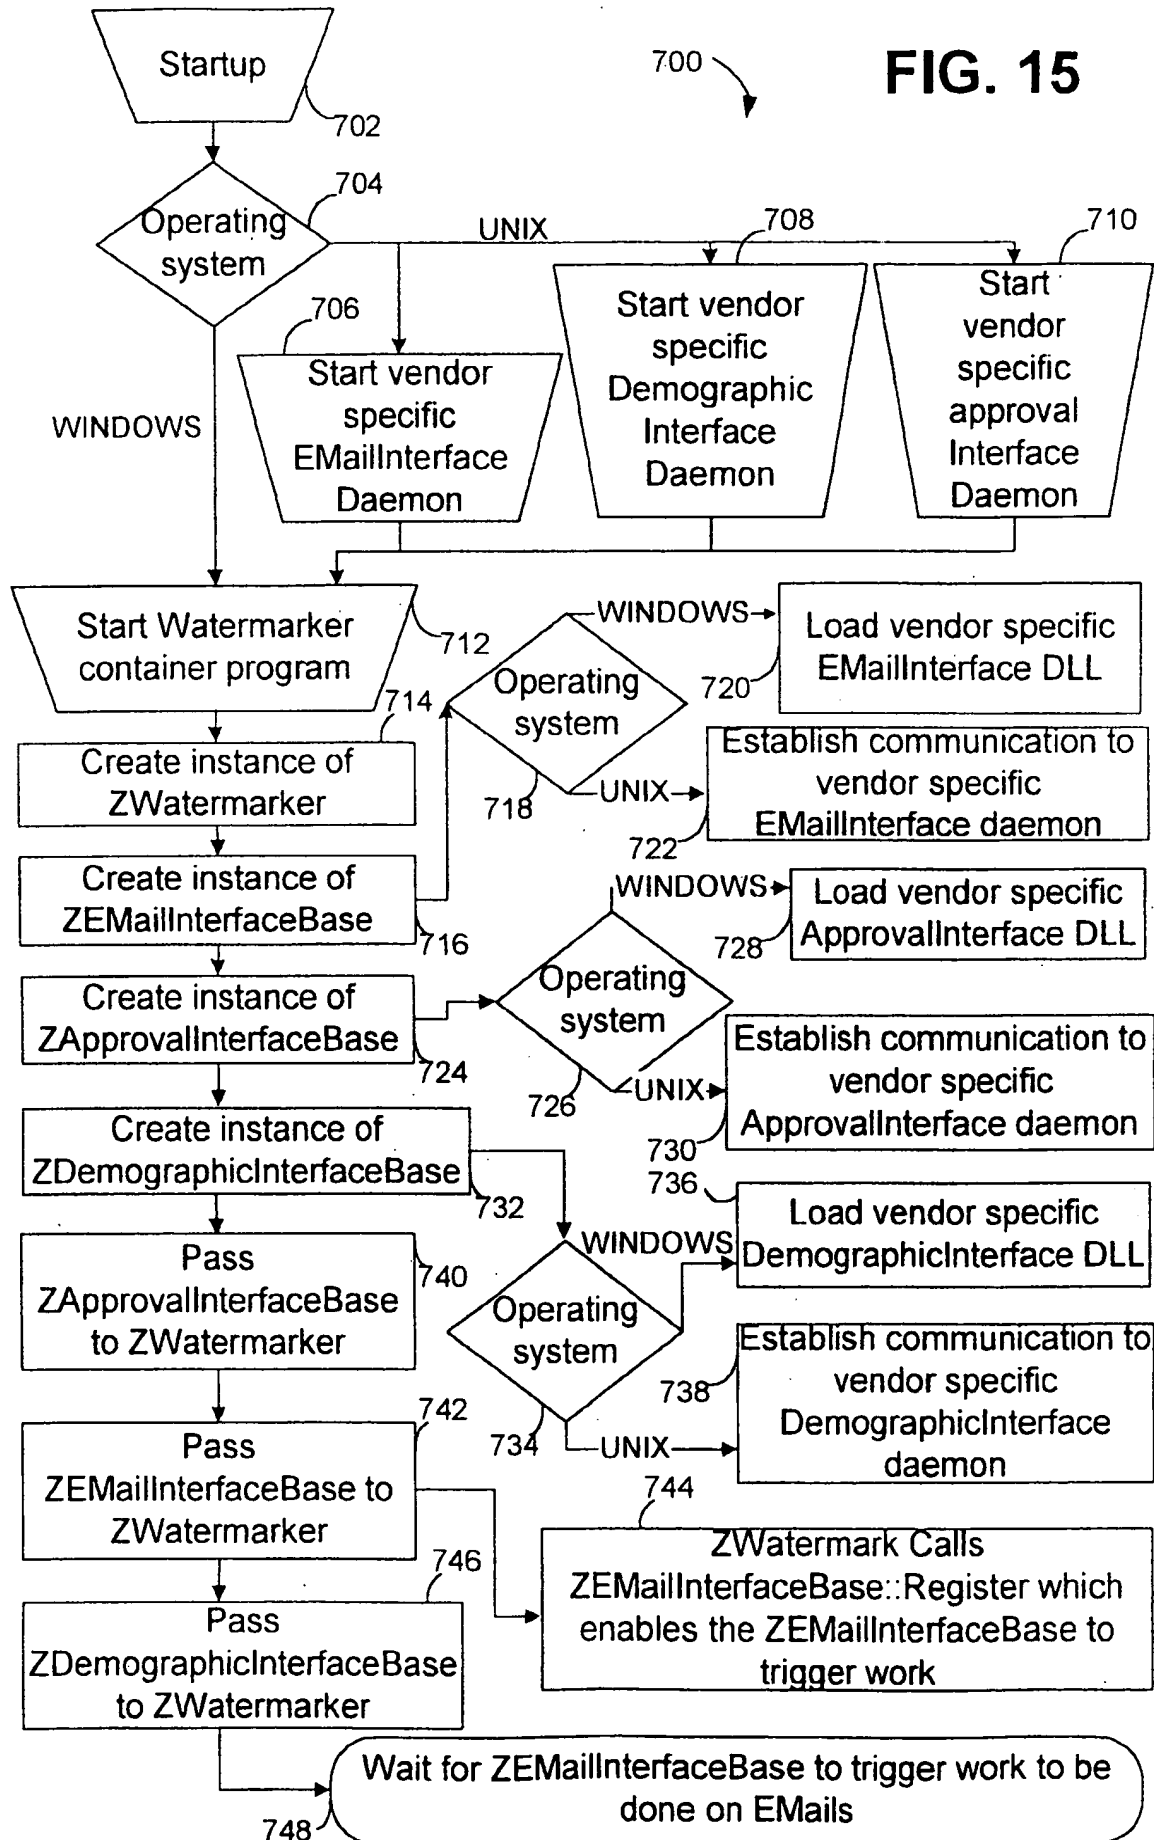 FIG. 15
700
Startup
702
704
Operating
system
UNIX
WINDOWS
706
Start vendor
specific
EMailInterface
Daemon
708
Start vendor
specific
Demographic
Interface
Daemon
710
Start
vendor
specific
approval
Interface
Daemon
Start Watermarker
container program
712
714
Create instance of
ZWatermarker
Create instance of
ZEMailInterfaceBase
716
Operating
system
718
WINDOWS
720
Load vendor specific
EMailInterface DLL
UNIX
722
Establish communication to
vendor specific
EMailInterface daemon
Create instance of
ZApprovalInterfaceBase
724
Operating
system
726
WINDOWS
728
Load vendor specific
ApprovalInterface DLL
UNIX
730
Establish communication to
vendor specific
ApprovalInterface daemon
Create instance of
ZDemographicInterfaceBase
732
Operating
system
734
WINDOWS
736
Load vendor specific
DemographicInterface DLL
UNIX
738
Establish communication to
vendor specific
DemographicInterface
daemon
Pass
ZApprovalInterfaceBase
to ZWatermarker
740
742
Pass
ZEMailInterfaceBase to
ZWatermarker
744
ZWatermark Calls
ZEMailInterfaceBase::Register which
enables the ZEMailInterfaceBase to
trigger work
746
Pass
ZDemographicInterfaceBase
to ZWatermarker
Wait for ZEMailInterfaceBase to trigger work to be
done on EMails
748